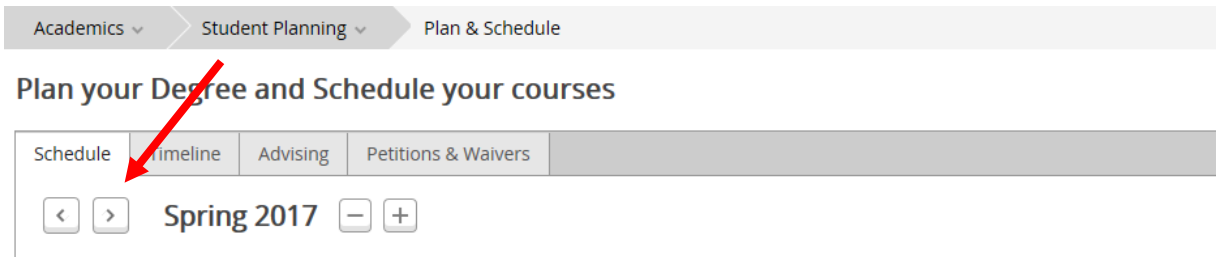 Academics Student Planning Plan & Schedule
Plan your Degree and Schedule your courses
Schedule Timeline Advising Petitions & Waivers
Spring 2017